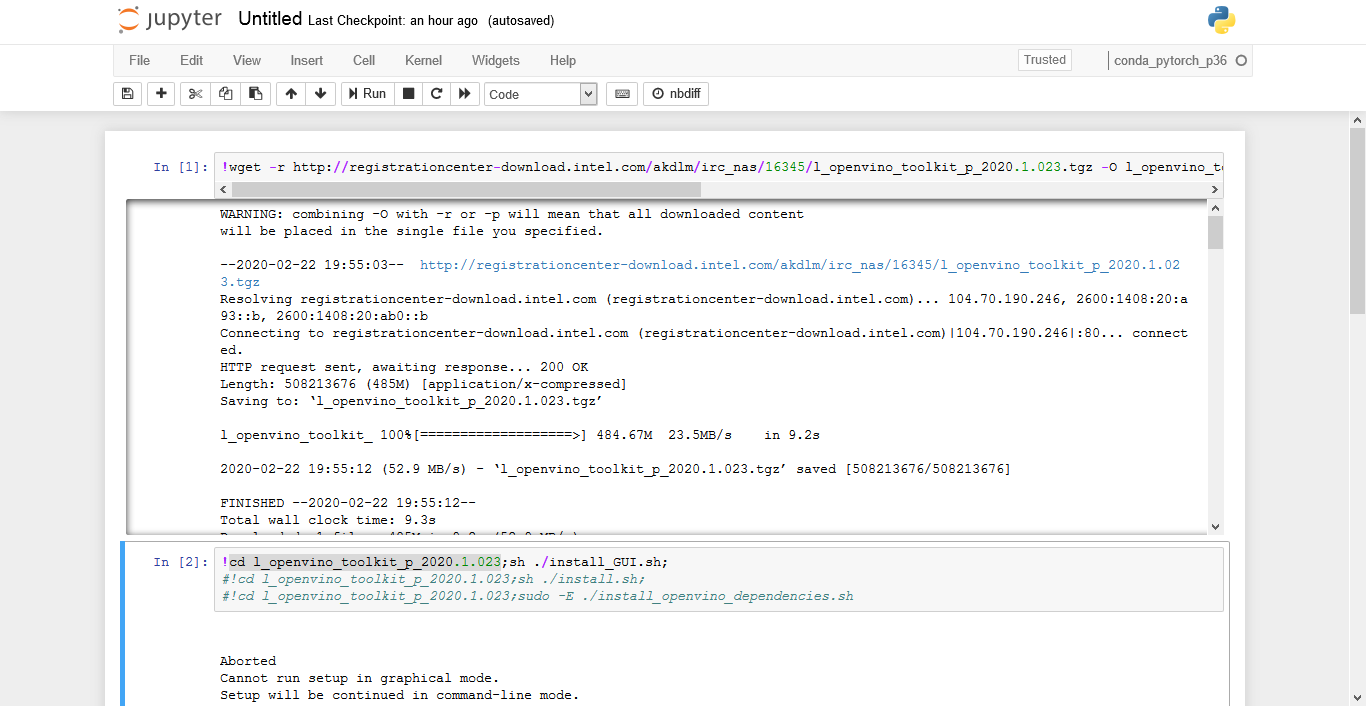 jupyter Untitled Last Checkpoint: an hour ago (autosaved)
File Edit View Insert Cell Kernel Widgets Help Trusted conda_pytorch_p36
Run Code nbdiff
In [1]: !wget -r http://registrationcenter-download.intel.com/akdlm/irc_nas/16345/l_openvino_toolkit_p_2020.1.023.tgz -O l_openvino_to
WARNING: combining -O with -r or -p will mean that all downloaded content
will be placed in the single file you specified.
--2020-02-22 19:55:03-- http://registrationcenter-download.intel.com/akdlm/irc_nas/16345/l_openvino_toolkit_p_2020.1.02
3.tgz
Resolving registrationcenter-download.intel.com (registrationcenter-download.intel.com)... 104.70.190.246, 2600:1408:20:a
93::b, 2600:1408:20:ab0::b
Connecting to registrationcenter-download.intel.com (registrationcenter-download.intel.com)|104.70.190.246|:80... connect
ed.
HTTP request sent, awaiting response... 200 OK
Length: 508213676 (485M) [application/x-compressed]
Saving to: ‘l_openvino_toolkit_p_2020.1.023.tgz’
l_openvino_toolkit_ 100%[===================>] 484.67M 23.5MB/s in 9.2s
2020-02-22 19:55:12 (52.9 MB/s) - ‘l_openvino_toolkit_p_2020.1.023.tgz’ saved [508213676/508213676]
FINISHED --2020-02-22 19:55:12--
Total wall clock time: 9.3s
In [2]: !cd l_openvino_toolkit_p_2020.1.023;sh ./install_GUI.sh;
#!cd l_openvino_toolkit_p_2020.1.023;sh ./install.sh;
#!cd l_openvino_toolkit_p_2020.1.023;sudo -E ./install_openvino_dependencies.sh
Aborted
Cannot run setup in graphical mode.
Setup will be continued in command-line mode.